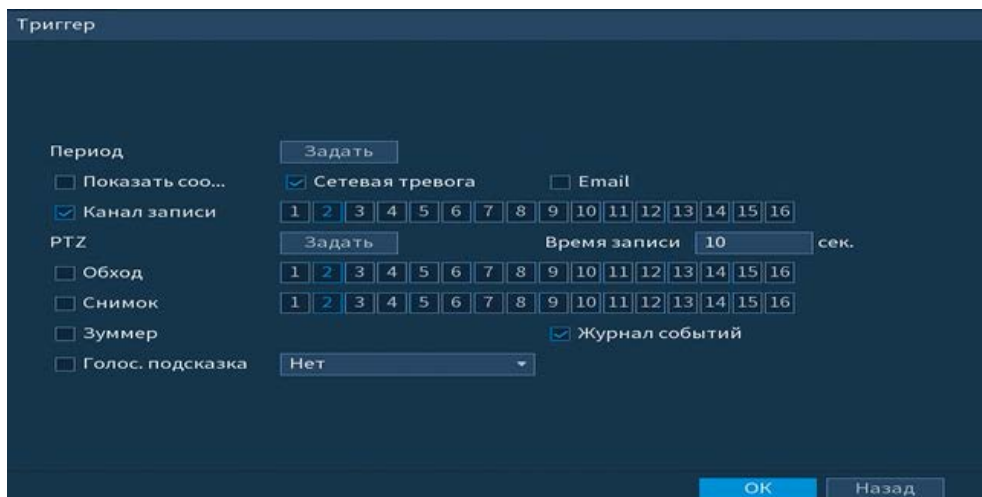 Триггер
Период Задать
Показать соо... Сетевая тревога Email
Канал записи 1 2 3 4 5 6 7 8 9 10 11 12 13 14 15 16
PTZ Задать Время записи 10 сек.
Обход 1 2 3 4 5 6 7 8 9 10 11 12 13 14 15 16
Снимок 1 2 3 4 5 6 7 8 9 10 11 12 13 14 15 16
Зуммер Журнал событий
Голос. подсказка Нет
OK Назад